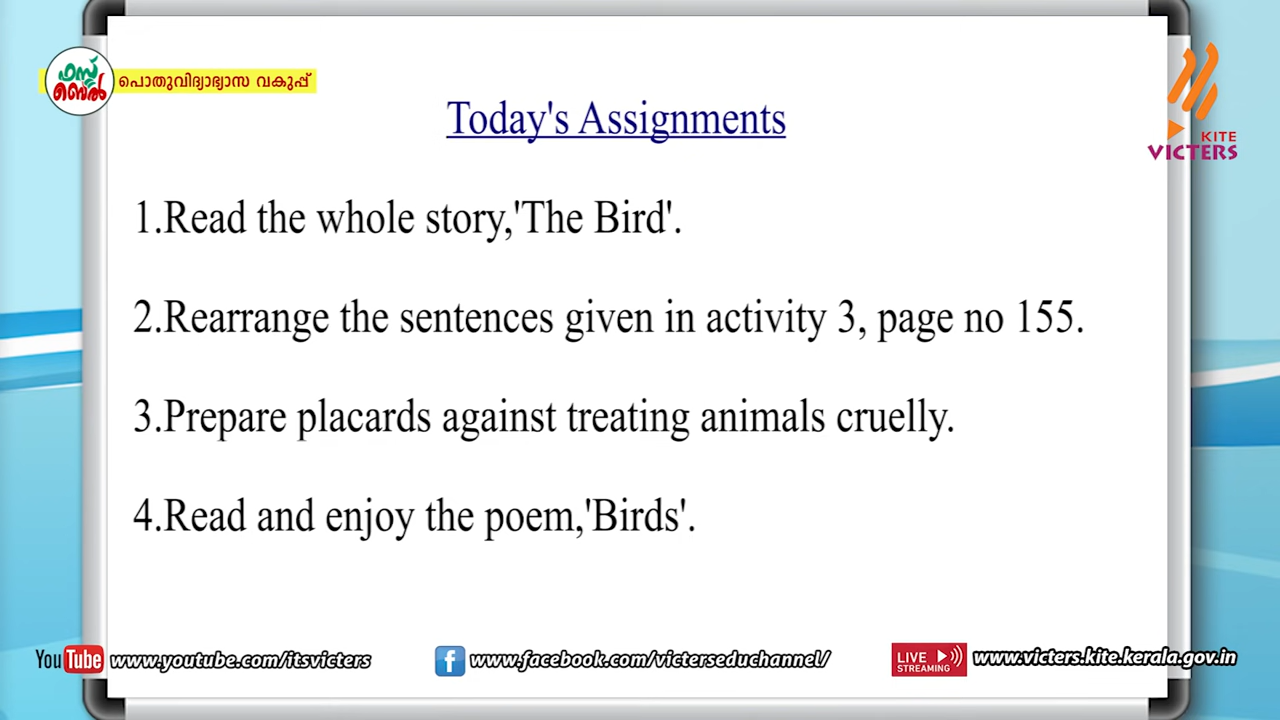 ഫസ്റ്റ്
ബെൽ
പൊതുവിദ്യാഭ്യാസ വകുപ്പ്
KITE
VICTERS
Today's Assignments
1.Read the whole story,'The Bird'.
2.Rearrange the sentences given in activity 3, page no 155.
3.Prepare placards against treating animals cruelly.
4.Read and enjoy the poem,'Birds'.
YouTube www.youtube.com/itsvicters
f www.facebook.com/victerseduchannel/
LIVE
STREAMING
www.victers.kite.kerala.gov.in